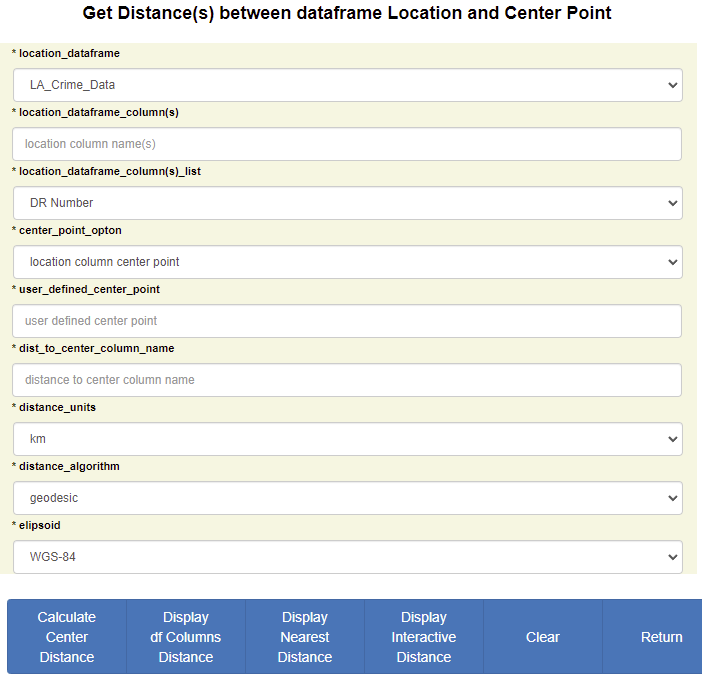 Get Distance(s) between dataframe Location and Center Point
* location_dataframe
LA_Crime_Data
* location_dataframe_column(s)
location column name(s)
* location_dataframe_column(s)_list
DR Number
* center_point_opton
location column center point
* user_defined_center_point
user defined center point
* dist_to_center_column_name
distance to center column name
* distance_units
km
* distance_algorithm
geodesic
* elipsoid
WGS-84
Calculate
Center
Distance
Display
df Columns
Distance
Display
Nearest
Distance
Display
Interactive
Distance
Clear
Return